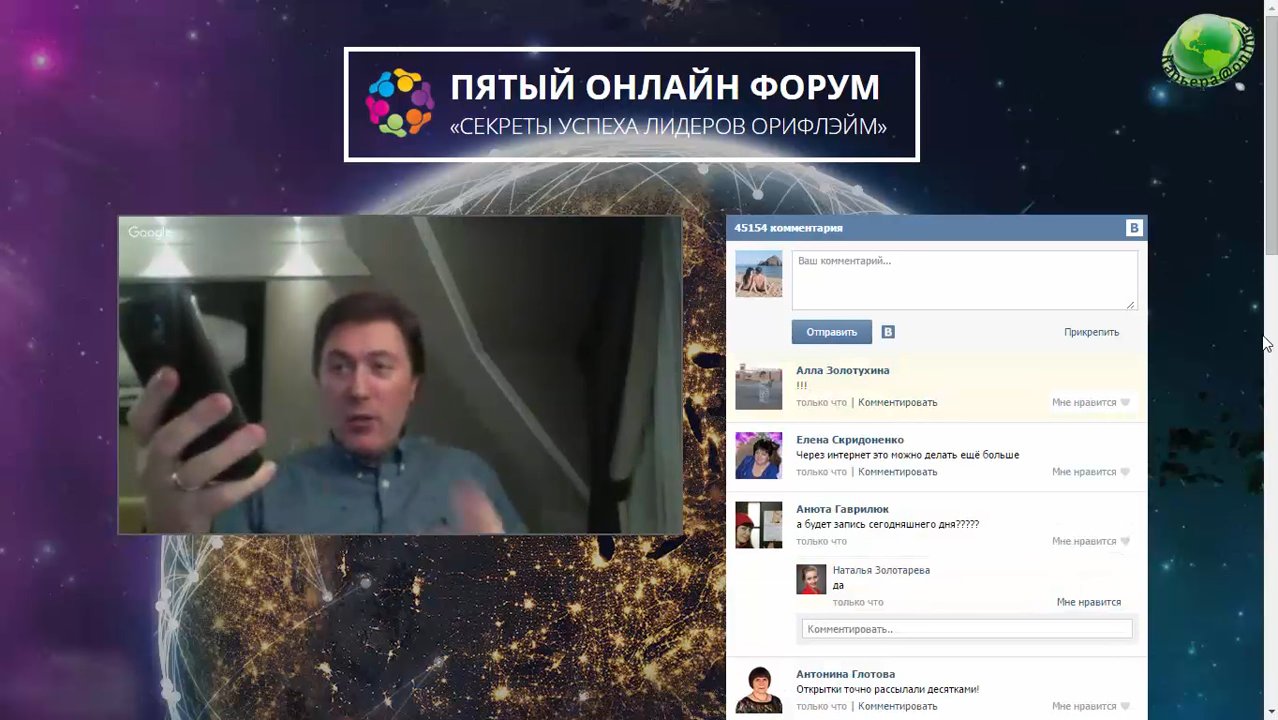 ПЯТЫЙ ОНЛАЙН ФОРУМ
«СЕКРЕТЫ УСПЕХА ЛИДЕРОВ ОРИФЛЭЙМ»
карьера@online
Google
45154 комментария
B
Ваш комментарий...
Отправить
B
Прикрепить
Алла Золотухина
!!!
только что | Комментировать
Мне нравится
Елена Скридоненко
Через интернет это можно делать ещё больше
только что | Комментировать
Мне нравится
Анюта Гаврилюк
а будет запись сегодняшнего дня?????
только что
Мне нравится
Наталья Золотарева
да
только что
Мне нравится
Комментировать..
Антонина Глотова
Открытки точно рассылали десятками!
только что | Комментировать
Мне нравится